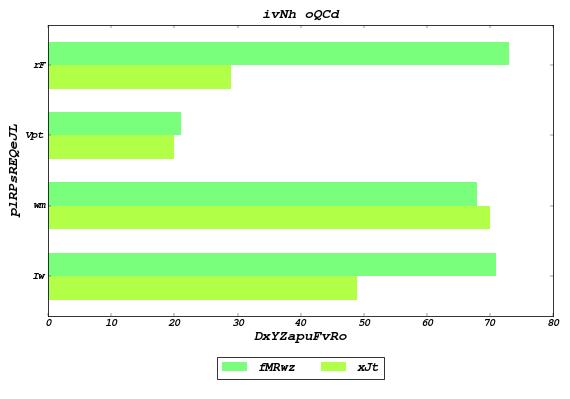 ivNh oQCd
plRPsREQeJL
rF
Vpt
wm
Iw
0 10 20 30 40 50 60 70 80
DxYZapuFvRo
fMRwz xJt